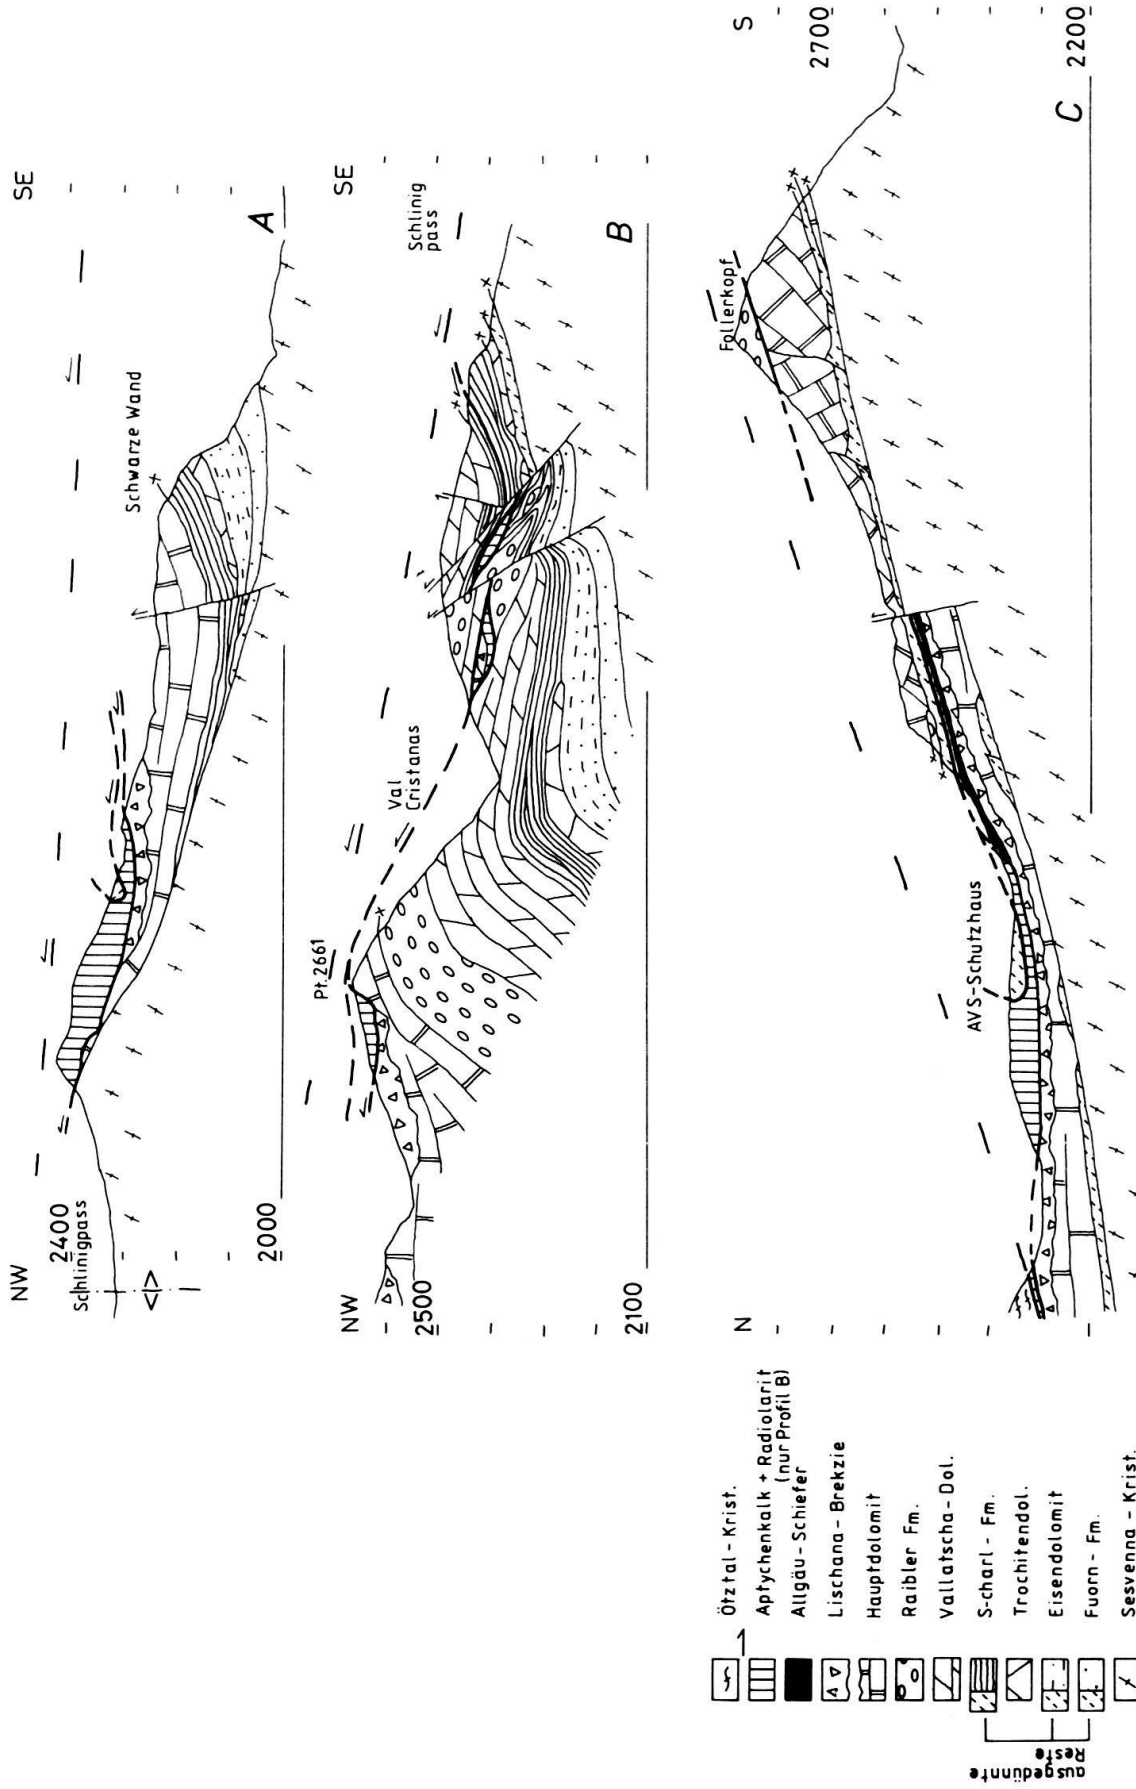 NW
SE
2400
Schlinigpass
<|>
Schwarze Wand
2000
A
NW
SE
2500
Pt.2661
Val
Cristanas
Schlinig
pass
2100
B
N
S
2700
Follerkopf
AVS-Schutzhaus
2200
C
Ötztal-Krist.
Aptychenkalk + Radiolarit
(nur Profil B)
Allgäu-Schiefer
Lischana-Brekzie
Hauptdolomit
Raibler Fm.
Vallatscha-Dol.
S-charl-Fm.
Trochitendol.
Eisendolomit
Fuorn-Fm.
Sesvenna-Krist.
ausgedünnte
Reste